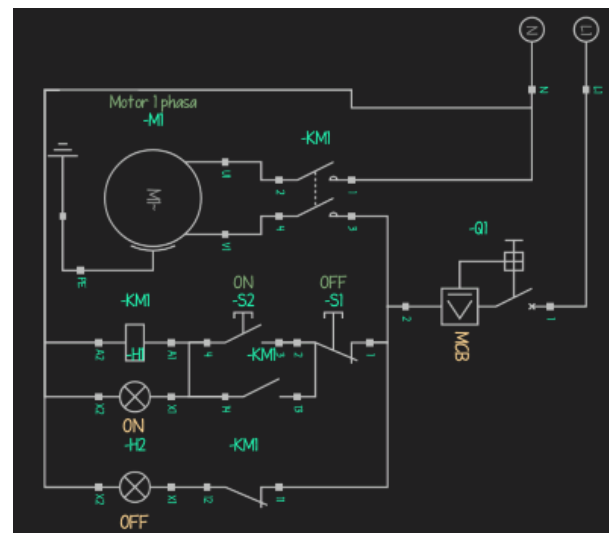 N
L1
N
L1
Motor 1 phasa
-M1
-KM1
U1
2
1
M1~
V1
4
3
-Q1
PE
MCB
1
2
-KM1
ON
-S2
OFF
-S1
A2
-H1
A1
4
3
-KM1
2
1
X2
X1
14
13
ON
-H2
-KM1
X2
X1
12
11
OFF